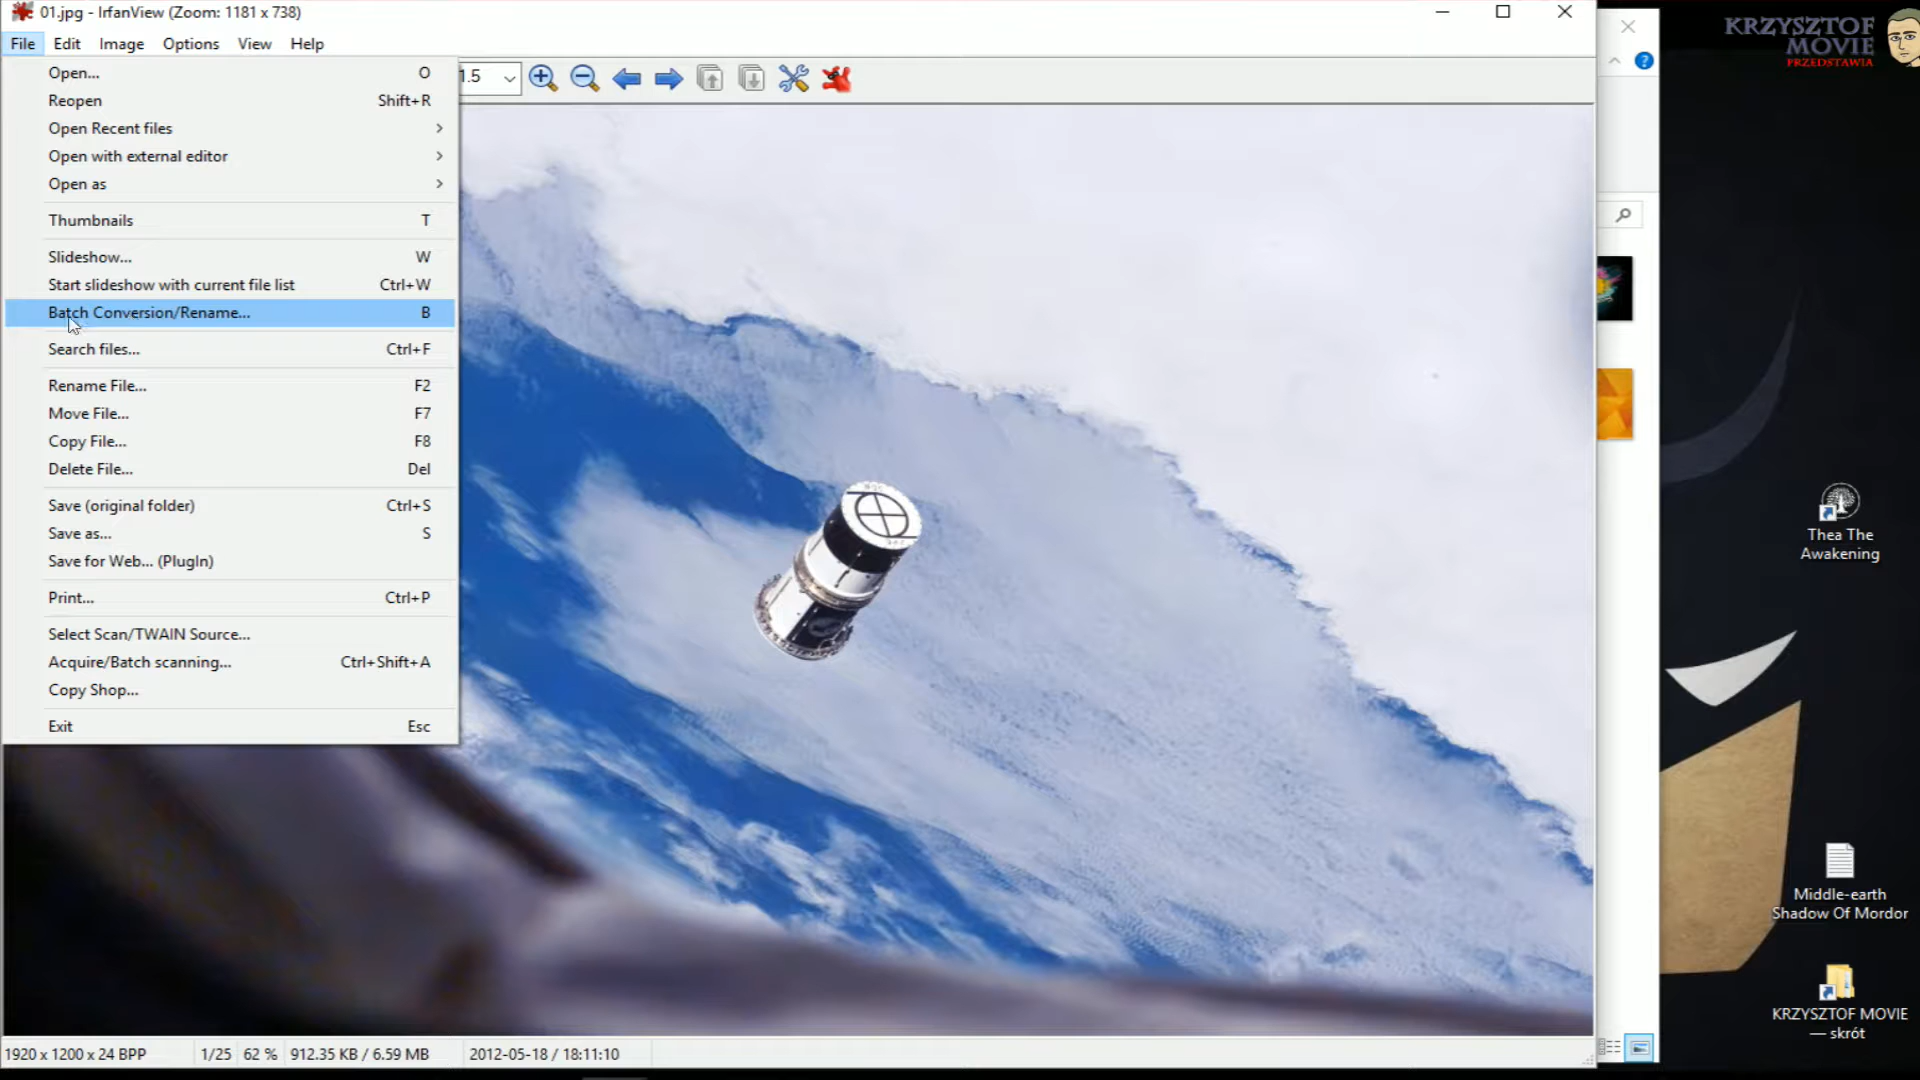 01.jpg - IrfanView (Zoom: 1181 x 738)
File Edit Image Options View Help
1.5
Open... O
Reopen Shift+R
Open Recent files
Open with external editor
Open as
Thumbnails T
Slideshow... W
Start slideshow with current file list Ctrl+W
Batch Conversion/Rename... B
Search files... Ctrl+F
Rename File... F2
Move File... F7
Copy File... F8
Delete File... Del
Save (original folder) Ctrl+S
Save as... S
Save for Web... (PlugIn)
Print... Ctrl+P
Select Scan/TWAIN Source...
Acquire/Batch scanning... Ctrl+Shift+A
Copy Shop...
Exit Esc
1920 x 1200 x 24 BPP 1/25 62 % 912.35 KB / 6.59 MB 2012-05-18 / 18:11:10
KRZYSZTOF
MOVIE
PRZEDSTAWIA
Thea The
Awakening
Middle-earth
Shadow Of Mordor
KRZYSZTOF MOVIE
— skrót